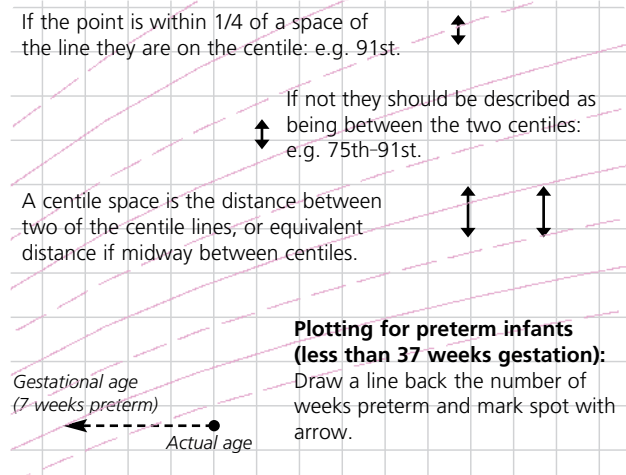 If the point is within 1/4 of a space of
the line they are on the centile: e.g. 91st.
If not they should be described as
being between the two centiles:
e.g. 75th–91st.
A centile space is the distance between
two of the centile lines, or equivalent
distance if midway between centiles.
Plotting for preterm infants
(less than 37 weeks gestation):
Draw a line back the number of
weeks preterm and mark spot with
arrow.
Gestational age
(7 weeks preterm)
Actual age